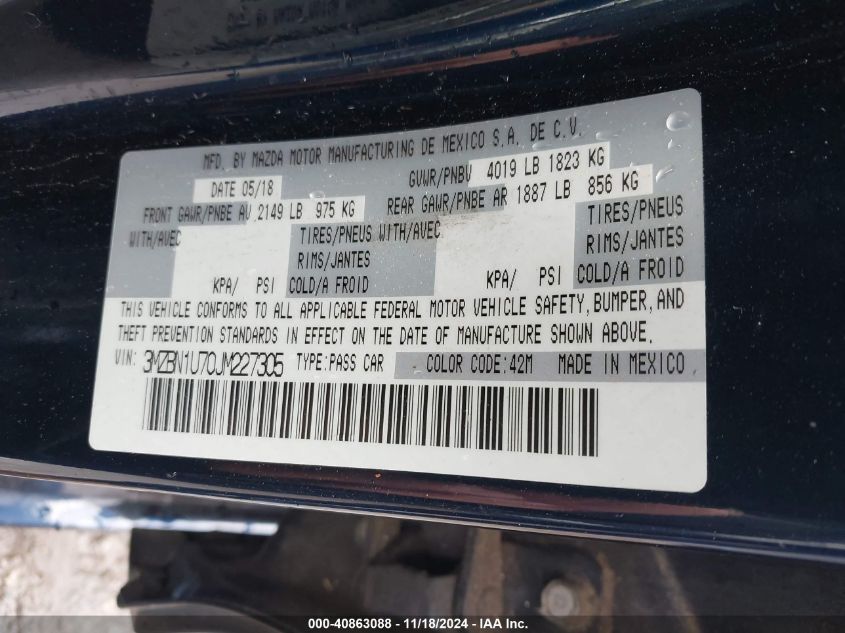 MFD. BY MAZDA MOTOR MANUFACTURING DE MEXICO S.A. DE C.V.
DATE 05/18 GVWR/PNBV 4019 LB 1823 KG
FRONT GAWR/PNBE AV 2149 LB 975 KG REAR GAWR/PNBE AR 1887 LB 856 KG
WITH/AVEC TIRES/PNEUS WITH/AVEC TIRES/PNEUS
RIMS/JANTES RIMS/JANTES
KPA/ PSI COLD/A FROID KPA/ PSI COLD/A FROID
THIS VEHICLE CONFORMS TO ALL APPLICABLE FEDERAL MOTOR VEHICLE SAFETY, BUMPER, AND
THEFT PREVENTION STANDARDS IN EFFECT ON THE DATE OF MANUFACTURE SHOWN ABOVE.
VIN: 3MZBN1U70JM227305 TYPE:PASS CAR COLOR CODE:42M MADE IN MEXICO
000-40863088 - 11/18/2024 - IAAI.com